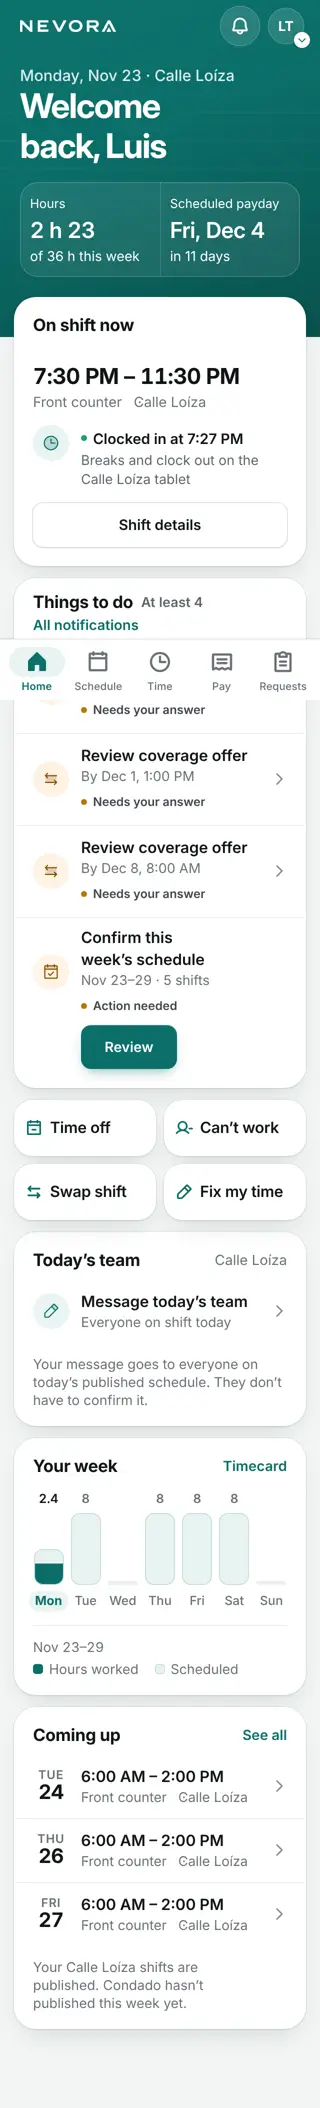 NEVORA
LT
Monday, Nov 23 · Calle Loíza
Welcome
back, Luis
Hours
2 h 23
of 36 h this week
Scheduled payday
Fri, Dec 4
in 11 days
On shift now
7:30 PM – 11:30 PM
Front counter Calle Loíza
Clocked in at 7:27 PM
Breaks and clock out on the
Calle Loíza tablet
Shift details
Things to do At least 4
All notifications
Home
Schedule
Time
Pay
Requests
Needs your answer
Review coverage offer
By Dec 1, 1:00 PM
Needs your answer
Review coverage offer
By Dec 8, 8:00 AM
Needs your answer
Confirm this
week’s schedule
Nov 23–29 · 5 shifts
Action needed
Review
Time off
Can’t work
Swap shift
Fix my time
Today’s team
Calle Loíza
Message today’s team
Everyone on shift today
Your message goes to everyone on
today’s published schedule. They don’t
have to confirm it.
Your week
Timecard
2.4 8 8 8 8
Mon Tue Wed Thu Fri Sat Sun
Nov 23–29
Hours worked
Scheduled
Coming up
See all
TUE
24
6:00 AM – 2:00 PM
Front counter Calle Loíza
THU
26
6:00 AM – 2:00 PM
Front counter Calle Loíza
FRI
27
6:00 AM – 2:00 PM
Front counter Calle Loíza
Your Calle Loíza shifts are
published. Condado hasn’t
published this week yet.